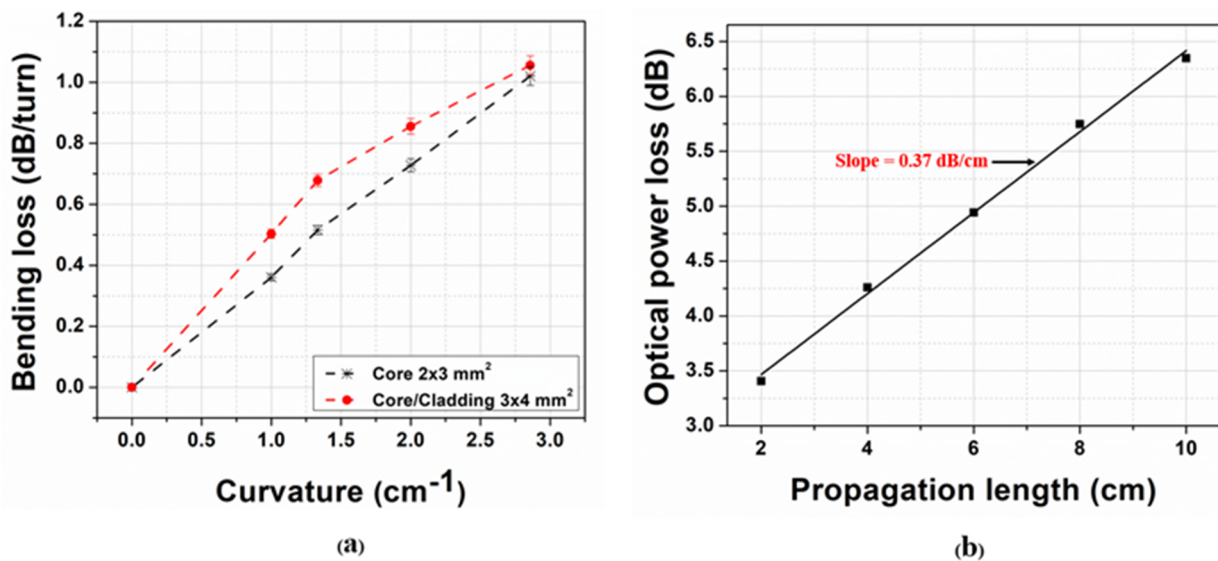 1.2
1.0
0.8
0.6
0.4
0.2
0.0
Bending loss (dB/turn)
Core 2x3 mm²
Core/Cladding 3x4 mm²
0.0 0.5 1.0 1.5 2.0 2.5 3.0
Curvature (cm⁻¹)
(a)
6.5
6.0
5.5
5.0
4.5
4.0
3.5
3.0
Optical power loss (dB)
Slope = 0.37 dB/cm
2 4 6 8 10
Propagation length (cm)
(b)